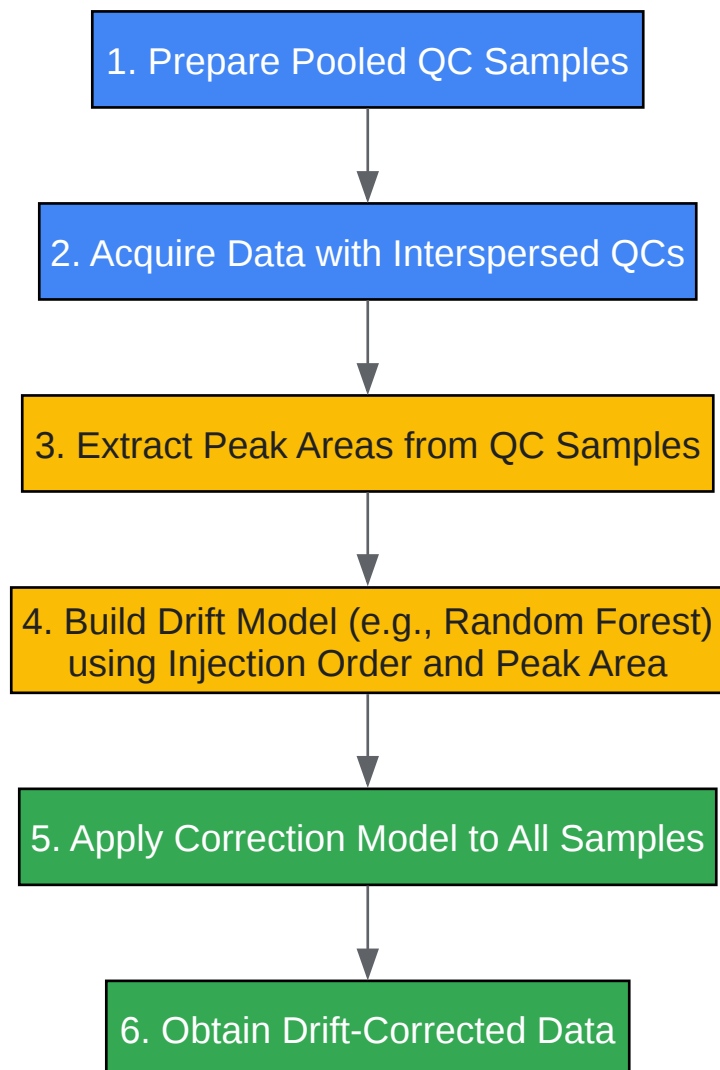 1. Prepare Pooled QC Samples
2. Acquire Data with Interspersed QCs
3. Extract Peak Areas from QC Samples
4. Build Drift Model (e.g., Random Forest)
using Injection Order and Peak Area
5. Apply Correction Model to All Samples
6. Obtain Drift-Corrected Data